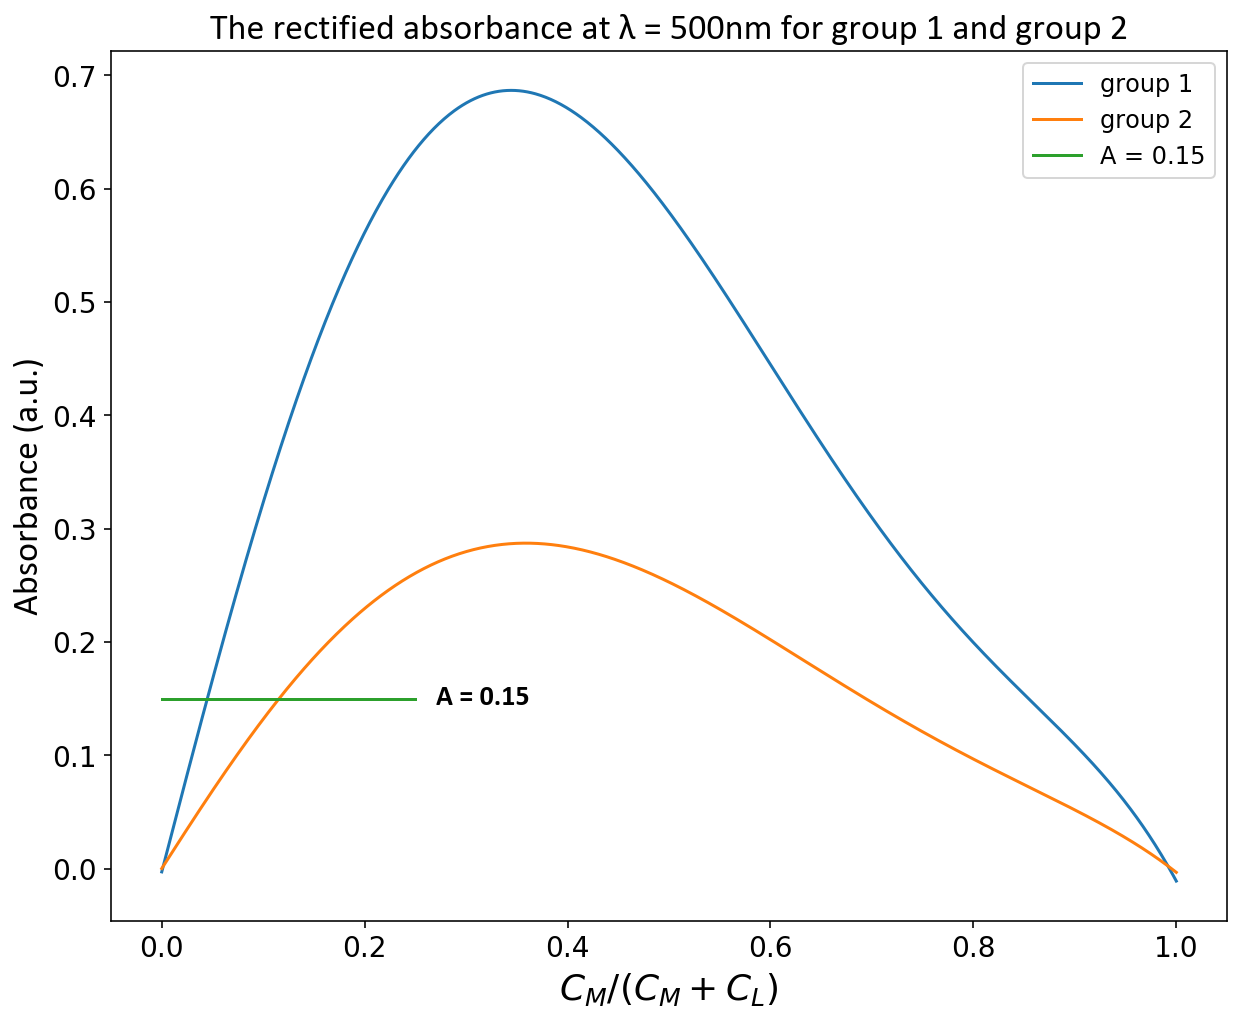 The rectified absorbance at λ = 500nm for group 1 and group 2
group 1
group 2
A = 0.15
0.7
0.6
0.5
0.4
0.3
0.2
0.1
0.0
Absorbance (a.u.)
A = 0.15
0.0 0.2 0.4 0.6 0.8 1.0
C_M/(C_M + C_L)